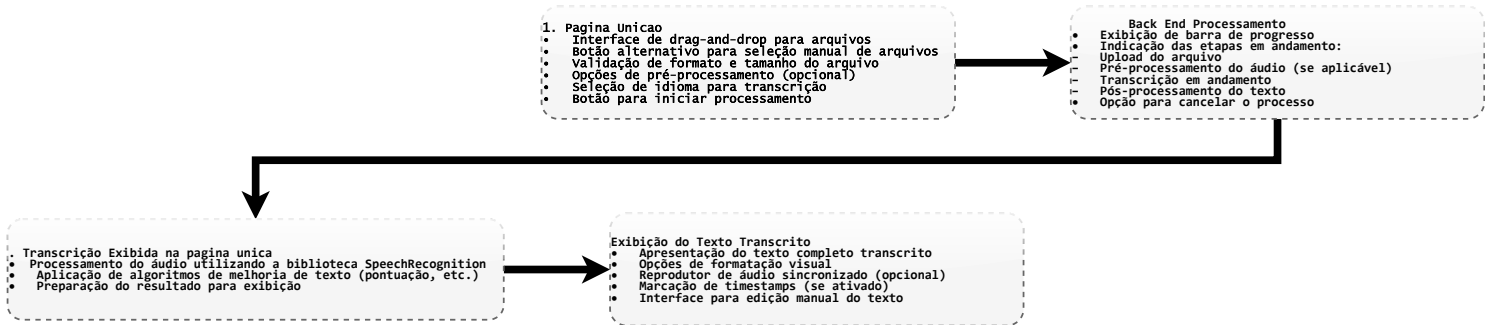 1. Pagina Unicao
• Interface de drag-and-drop para arquivos
• Botão alternativo para seleção manual de arquivos
• Validação de formato e tamanho do arquivo
• Opções de pré-processamento (opcional)
• Seleção de idioma para transcrição
• Botão para iniciar processamento
Back End Processamento
• Exibição de barra de progresso
• Indicação das etapas em andamento:
– Upload do arquivo
– Pré-processamento do áudio (se aplicável)
– Transcrição em andamento
– Pós-processamento do texto
• Opção para cancelar o processo
. Transcrição Exibida na pagina unica
• Processamento do áudio utilizando a biblioteca SpeechRecognition
• Aplicação de algoritmos de melhoria de texto (pontuação, etc.)
• Preparação do resultado para exibição
Exibição do Texto Transcrito
• Apresentação do texto completo transcrito
• Opções de formatação visual
• Reprodutor de áudio sincronizado (opcional)
• Marcação de timestamps (se ativado)
• Interface para edição manual do texto